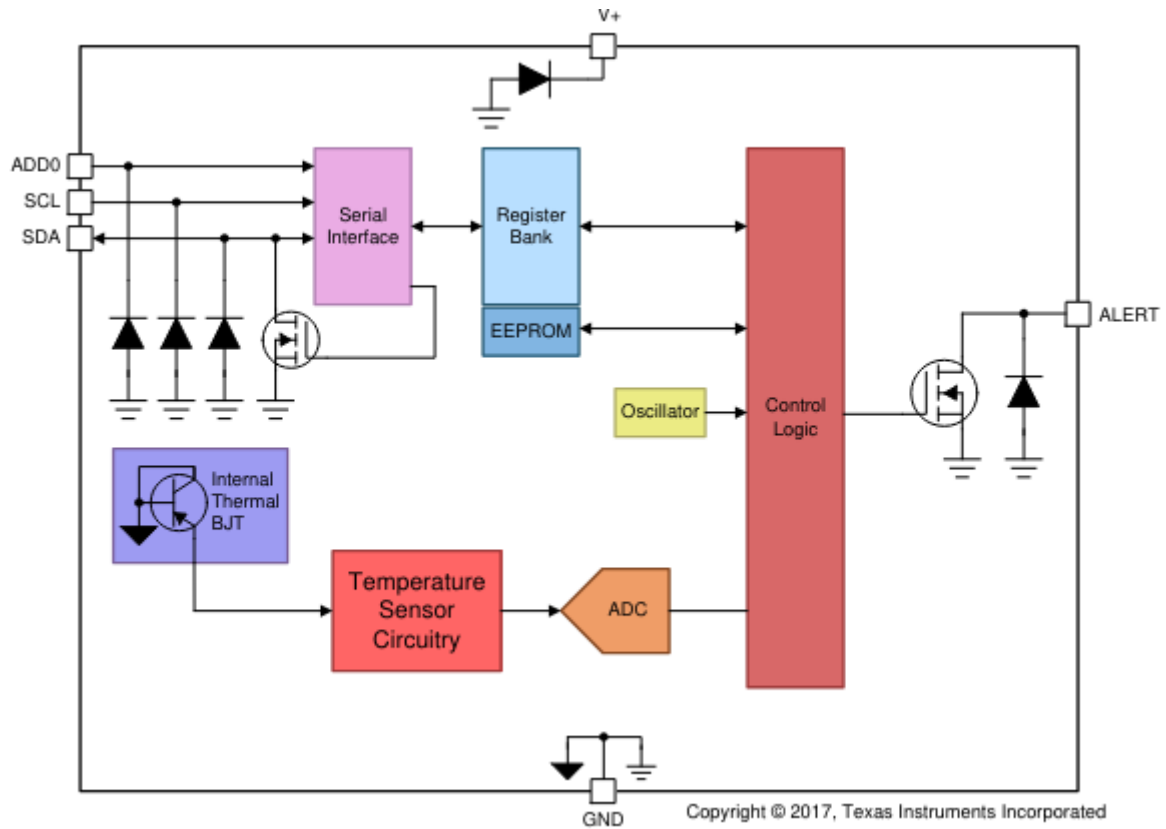 V+
ADD0
SCL
SDA
Serial
Interface
Register
Bank
EEPROM
ALERT
Oscillator
Control
Logic
Internal
Thermal
BJT
Temperature
Sensor
Circuitry
ADC
GND
Copyright © 2017, Texas Instruments Incorporated